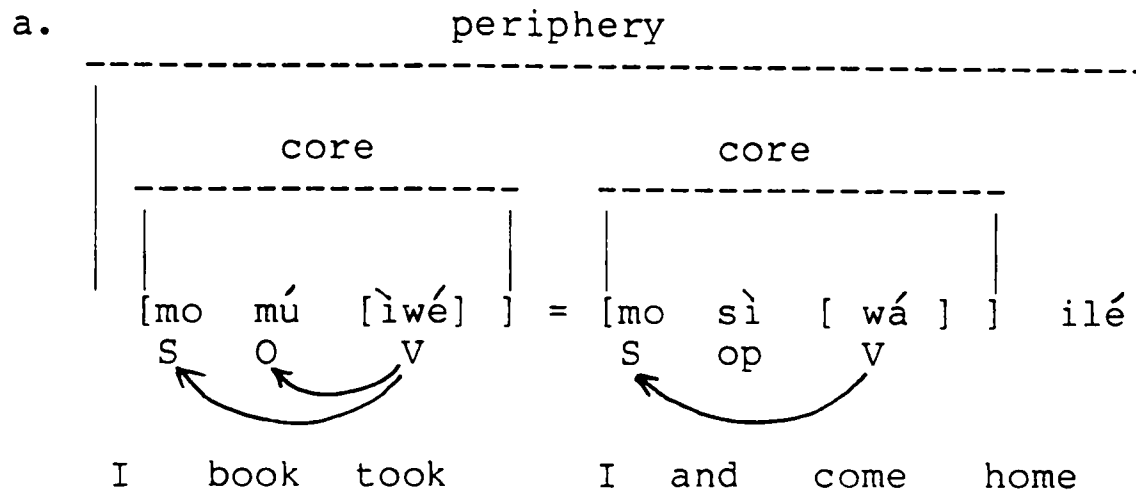 a. periphery
core core
[mo mú [ìwé] ] = [mo sì [ wá ] ] ilé
S O V S op V
I book took I and come home